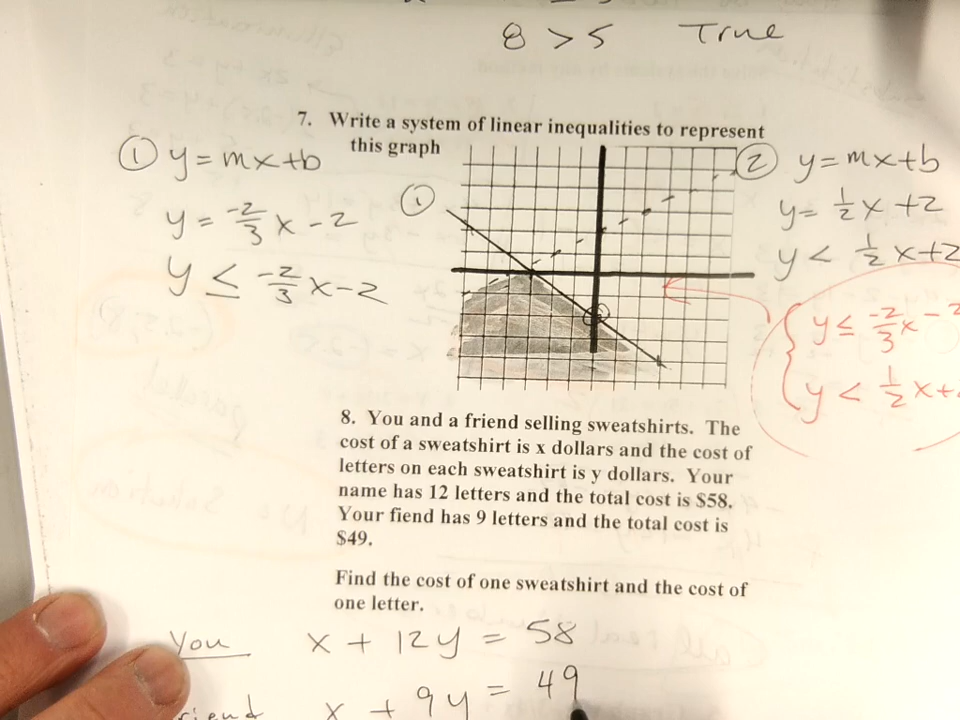 8 > 5 True
7. Write a system of linear inequalities to represent
this graph
① y = mx+b
y = -2/3 x - 2
y ≤ -2/3 x - 2
①
② y = mx+b
y = 1/2 x + 2
y < 1/2 x + 2
{ y ≤ -2/3 x - 2
y < 1/2 x +
8. You and a friend selling sweatshirts. The
cost of a sweatshirt is x dollars and the cost of
letters on each sweatshirt is y dollars. Your
name has 12 letters and the total cost is $58.
Your fiend has 9 letters and the total cost is
$49.
Find the cost of one sweatshirt and the cost of
one letter.
You x + 12y = 58
riend x + 9y = 49